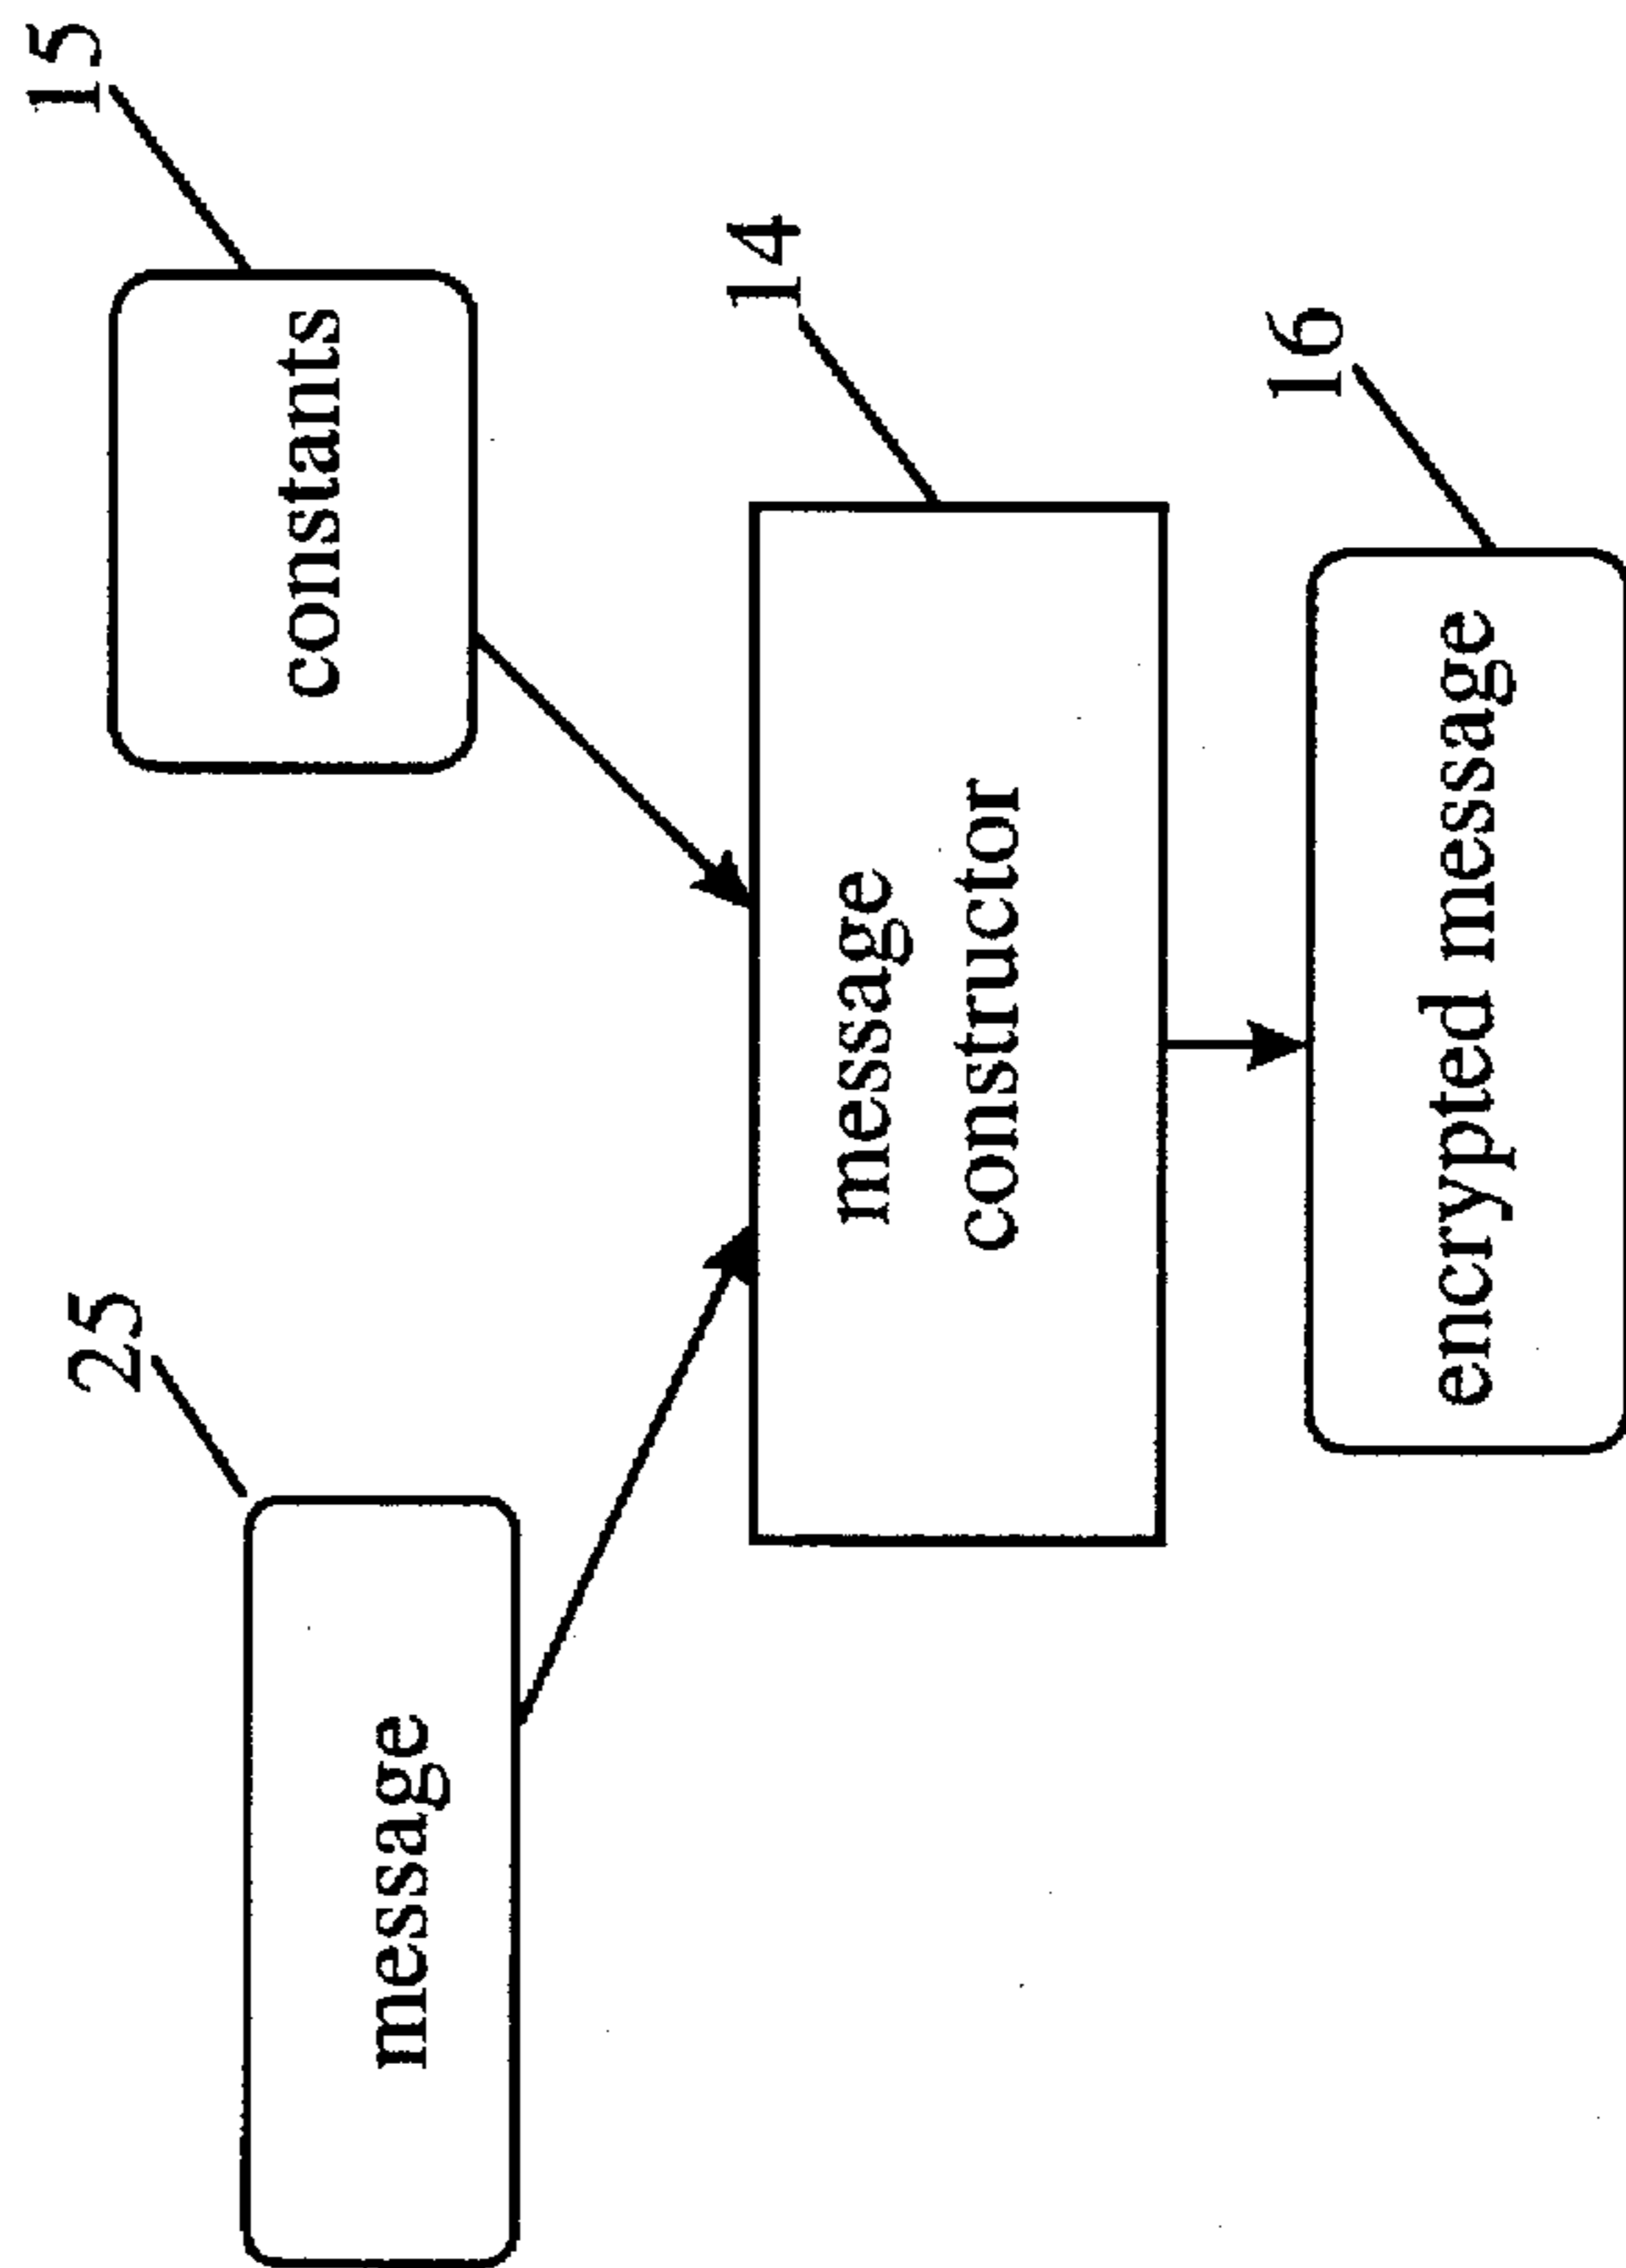 25
message
15
constants
14
message
constructor
16
encrypted message